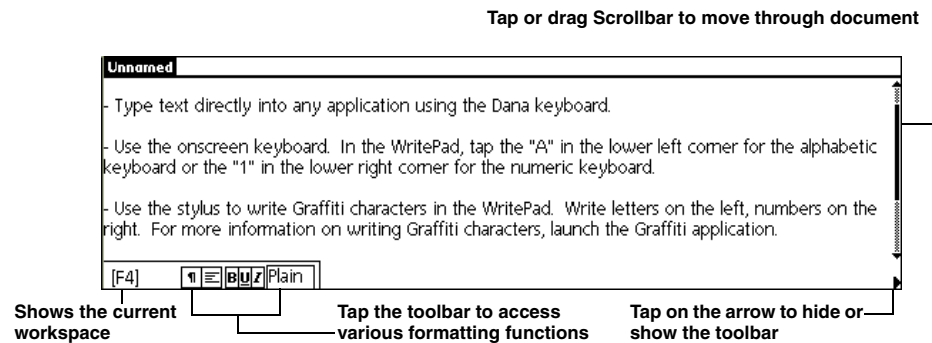 Tap or drag Scrollbar to move through document
Unnamed
- Type text directly into any application using the Dana keyboard.
- Use the onscreen keyboard. In the WritePad, tap the "A" in the lower left corner for the alphabetic
keyboard or the "1" in the lower right corner for the numeric keyboard.
- Use the stylus to write Graffiti characters in the WritePad. Write letters on the left, numbers on the
right. For more information on writing Graffiti characters, launch the Graffiti application.
[F4] ¶ B U I Plain
Shows the current
workspace
Tap the toolbar to access
various formatting functions
Tap on the arrow to hide or
show the toolbar